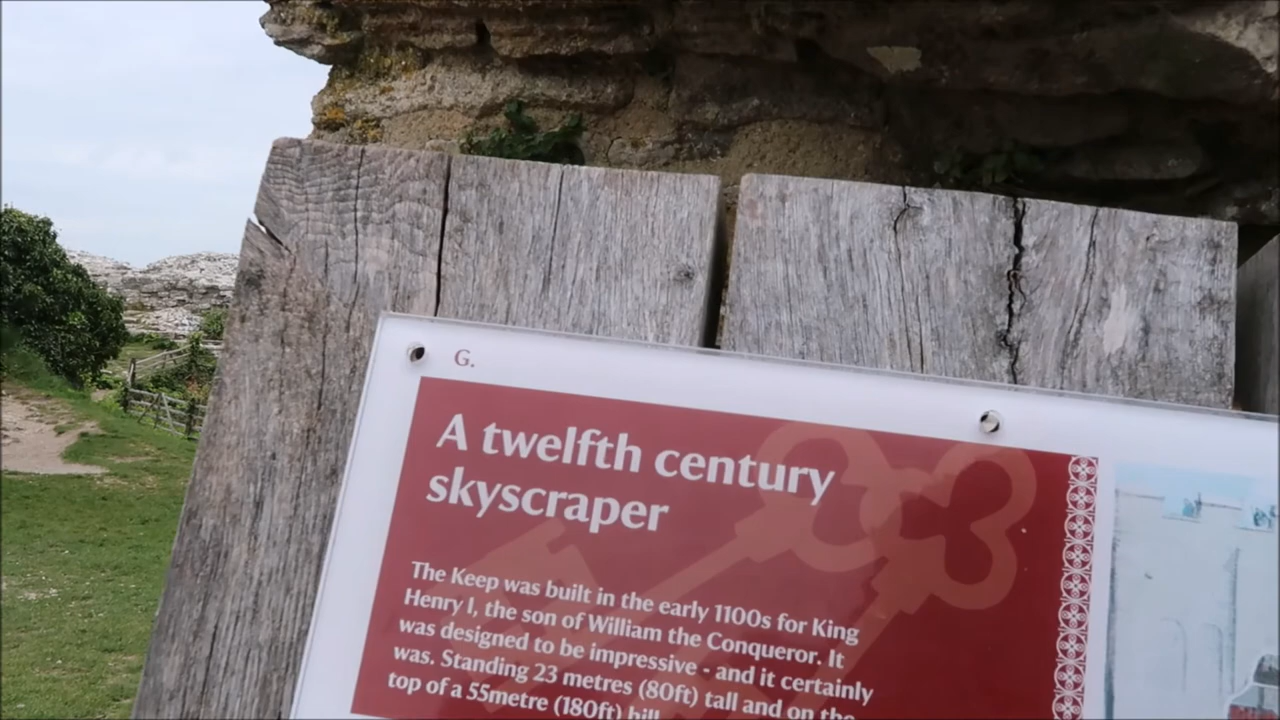 G.
A twelfth century
skyscraper
The Keep was built in the early 1100s for King
Henry I, the son of William the Conqueror. It
was designed to be impressive - and it certainly
was. Standing 23 metres (80ft) tall and on the
top of a 55metre (180ft) hill